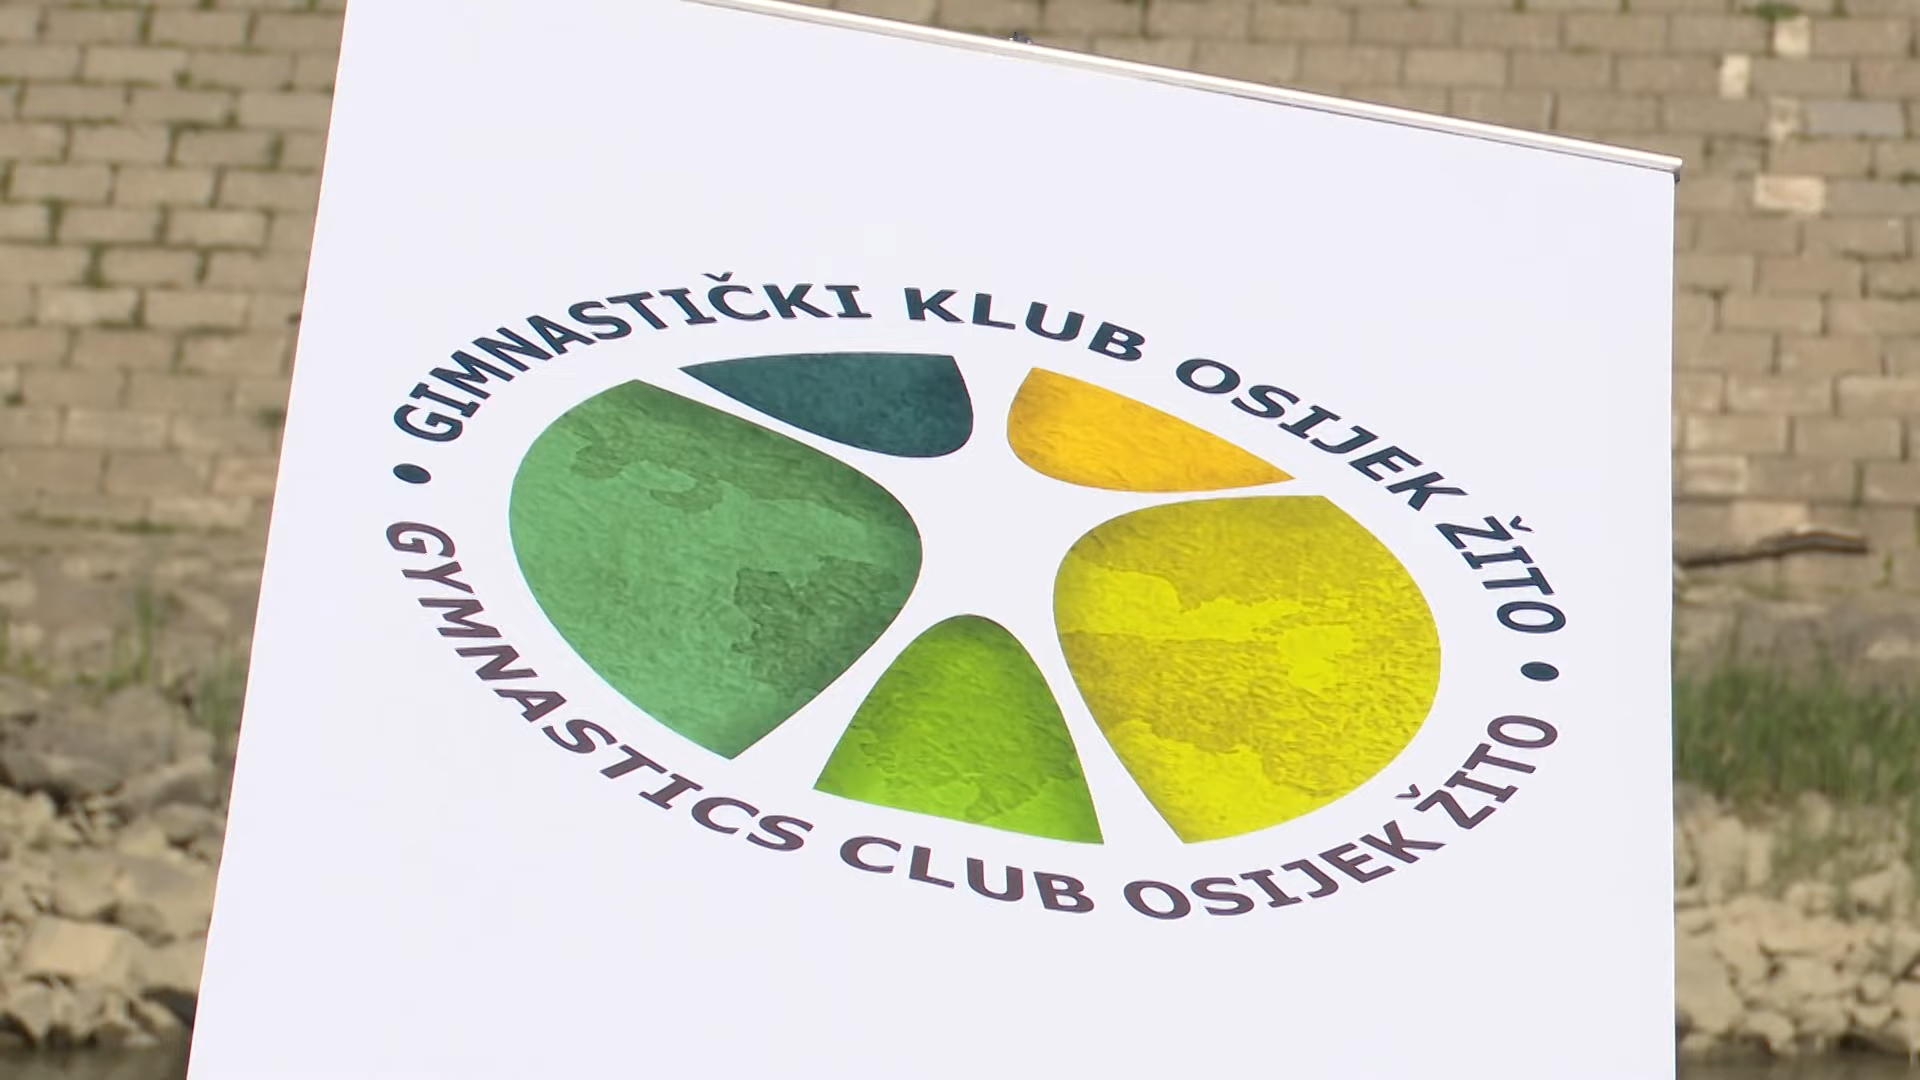 • GIMNASTIČKI KLUB OSIJEK ŽITO •
GYMNASTICS CLUB OSIJEK ŽITO